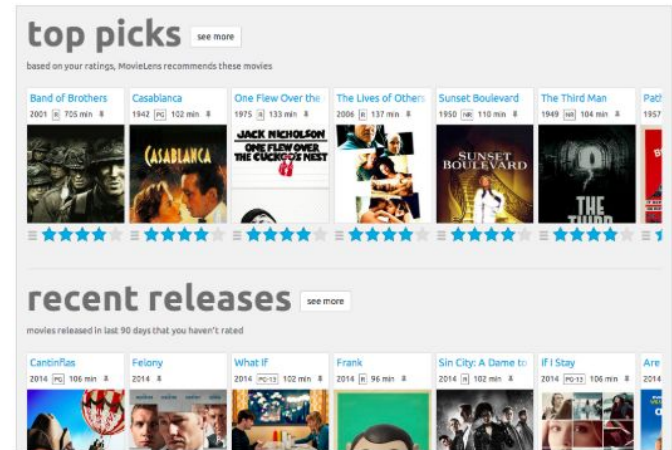 top picks see more
based on your ratings, MovieLens recommends these movies
Band of Brothers Casablanca One Flew Over the The Lives of Others Sunset Boulevard The Third Man Path
2001 R 705 min 1942 PG 102 min 1975 R 133 min 2006 R 137 min 1950 NR 110 min 1949 NR 104 min 1957
JACK NICHOLSON
ONE FLEW OVER
THE CUCKOO'S NEST
CASABLANCA
SUNSET
BOULEVARD
THE
THIRD
recent releases see more
movies released in last 90 days that you haven't rated
Cantinflas Felony What If Frank Sin City: A Dame to If I Stay Are
2014 PG 106 min 2014 2014 PG-13 102 min 2014 R 96 min 2014 R 102 min 2014 PG-13 106 min 2014